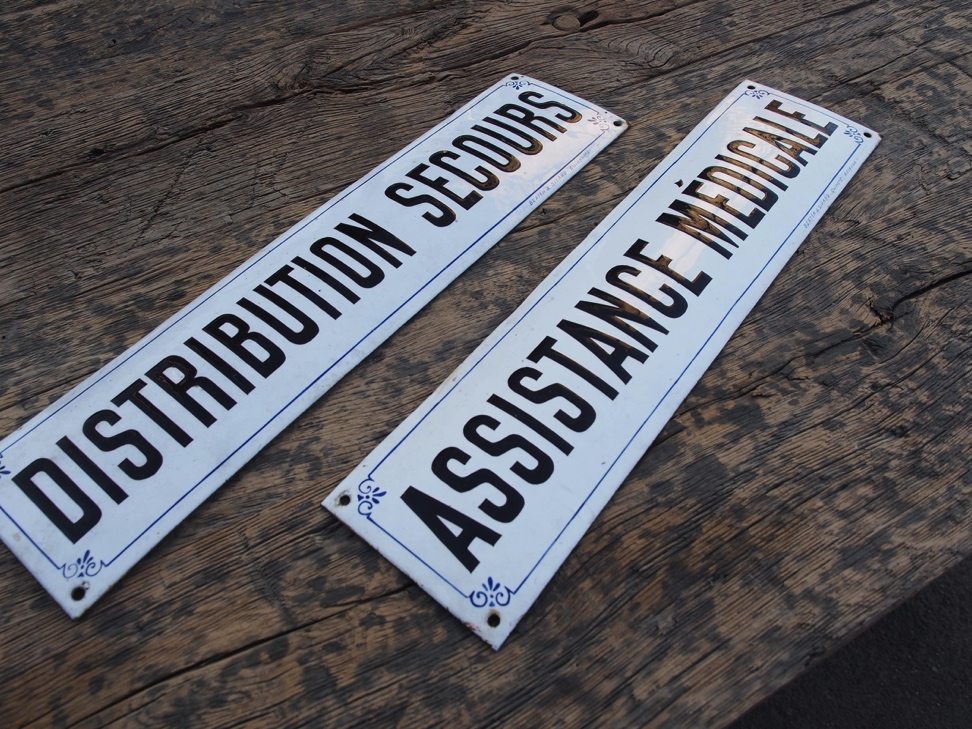 DISTRIBUTION SECOURS
ASSISTANCE MÉDICALE